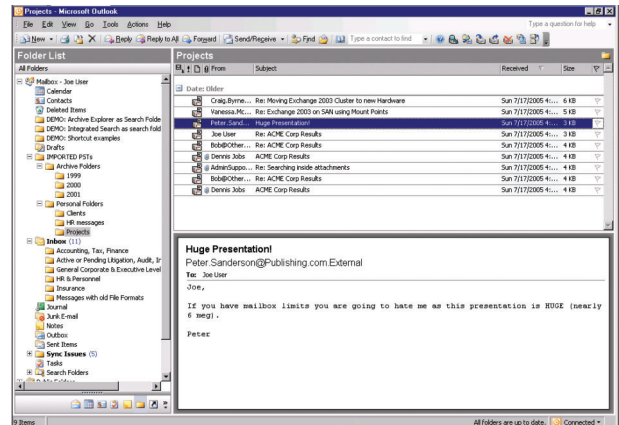 Projects - Microsoft Outlook
File Edit View Go Tools Actions Help
Type a question for help
New Reply Reply to All Forward Send/Receive Find Type a contact to find
Folder List
Projects
All Folders
From Subject Received Size
Mailbox - Joe User
Calendar
Contacts
Deleted Items
DEMO: Archive Explorer as Search Folde
DEMO: Integrated Search as search fold
DEMO: Shortcut examples
Drafts
IMPORTED PSTs
Archive Folders
1999
2000
2001
Personal Folders
Clients
HR messages
Projects
Inbox (11)
Accounting, Tax, Finance
Active or Pending Litigation, Audit, Ir
General Corporate & Executive Level
HR & Personnel
Insurance
Messages with old File Formats
Journal
Junk E-mail
Notes
Outbox
Sent Items
Sync Issues (5)
Tasks
Search Folders
Date: Older
Craig.Byrne... Re: Moving Exchange 2003 Cluster to new Hardware Sun 7/17/2005 4:... 6 KB
Vanessa.Mc... Re: Exchange 2003 on SAN using Mount Points Sun 7/17/2005 4:... 4 KB
Peter.Sand... Huge Presentation! Sun 7/17/2005 4:... 4 KB
Joe User Re: ACME Corp Results Sun 7/17/2005 4:... 3 KB
Bob@Other... Re: ACME Corp Results Sun 7/17/2005 4:... 4 KB
Dennis Jobs ACME Corp Results Sun 7/17/2005 4:... 4 KB
AdminSuppo... Re: Searching inside attachments Sun 7/17/2005 4:... 4 KB
Bob@Other... Re: ACME Corp Results Sun 7/17/2005 4:... 4 KB
Dennis Jobs ACME Corp Results Sun 7/17/2005 4:... 4 KB
Huge Presentation!
Peter.Sanderson@Publishing.com.External
To: Joe User
Joe,
If you have mailbox limits you are going to hate me as this presentation is HUGE (nearly
6 meg).
Peter
9 Items
All folders are up to date. Connected